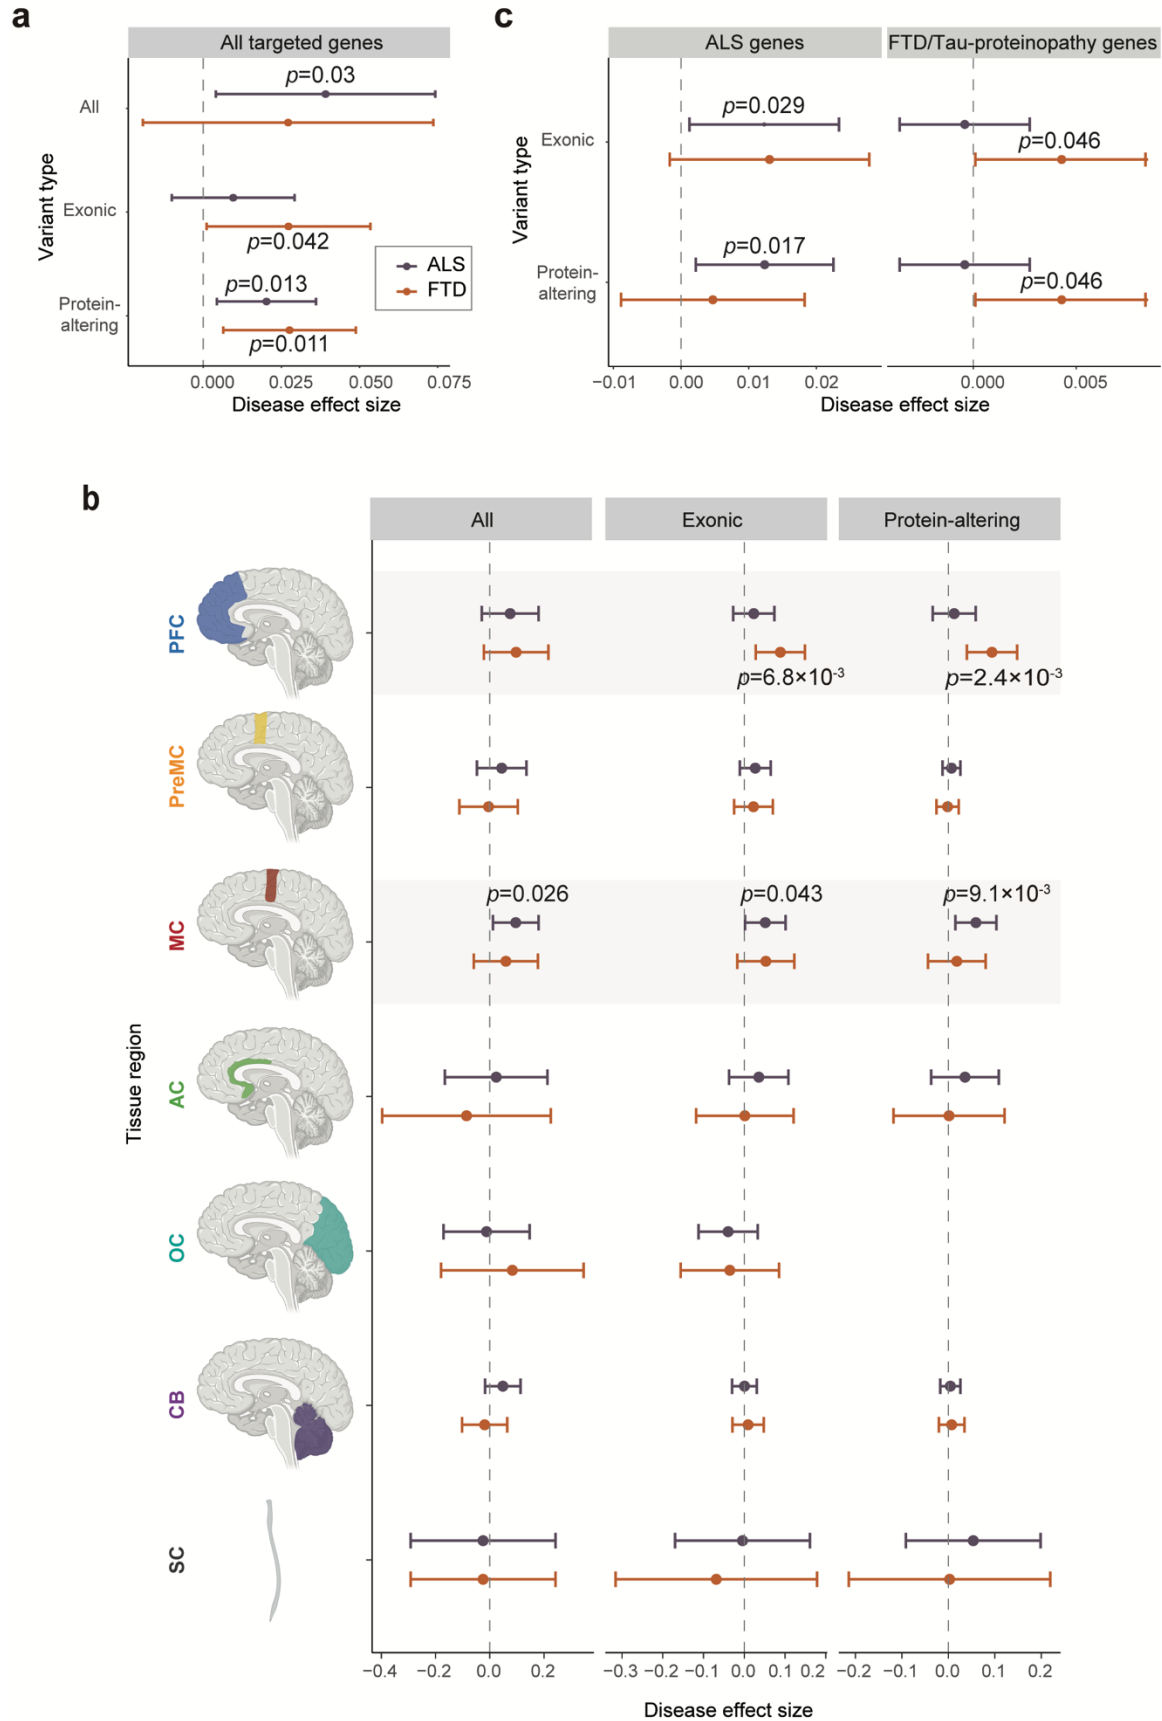 a
All targeted genes
p=0.03
All
Exonic
p=0.042
Protein-
altering
p=0.013
p=0.011
Variant type
ALS
FTD
0.000 0.025 0.050 0.075
Disease effect size
c
ALS genes
FTD/Tau-proteinopathy genes
p=0.029
Exonic
p=0.046
p=0.017
Protein-
altering
p=0.046
Variant type
−0.01 0.00 0.01 0.02
0.000 0.005
Disease effect size
b
All
Exonic
Protein-altering
PFC
p=6.8×10-3
p=2.4×10-3
PreMC
MC
p=0.026
p=0.043
p=9.1×10-3
AC
OC
CB
SC
Tissue region
−0.4 0.0 0.2
−0.3 −0.1 0.0 0.1 0.2
−0.2 −0.1 0.0 0.1 0.2
Disease effect size